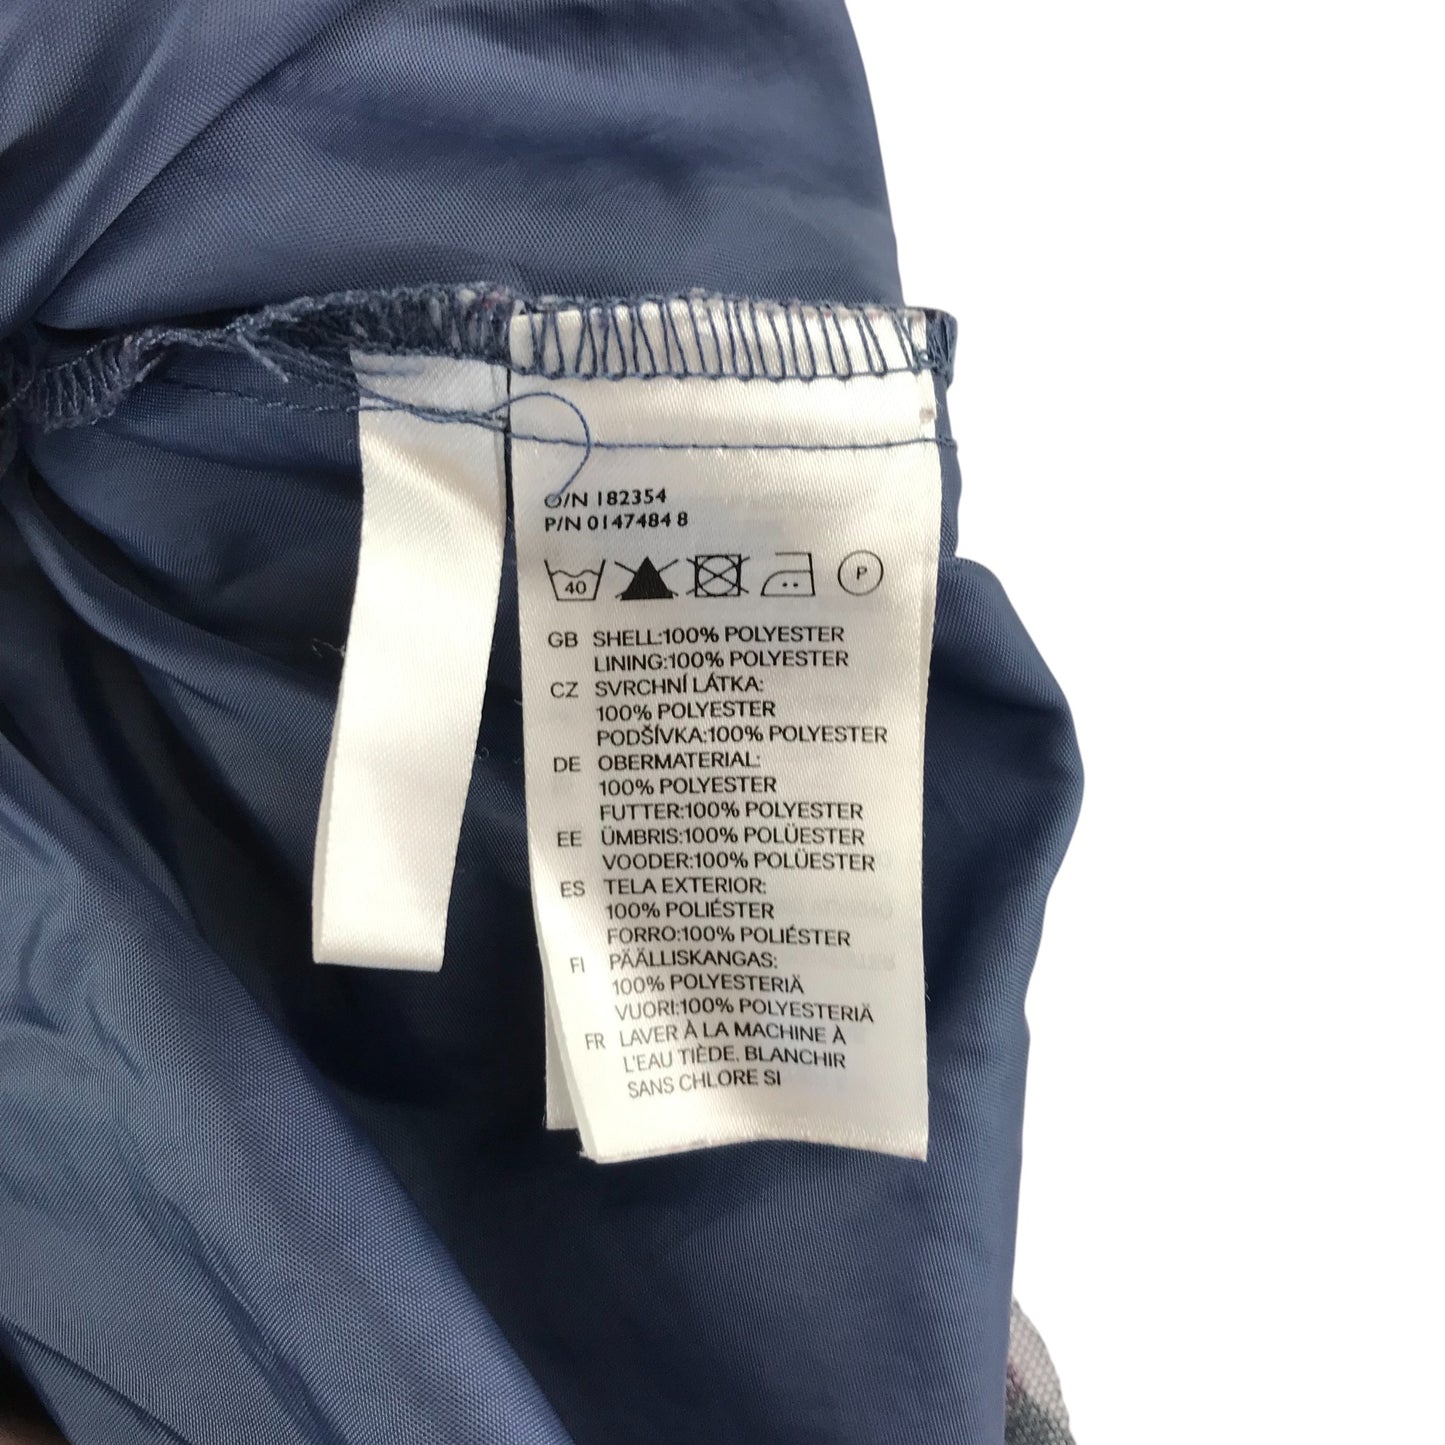 O/N 182354
P/N 0147484 8
40 P
GB SHELL:100% POLYESTER
LINING:100% POLYESTER
CZ SVRCHNÍ LÁTKA:
100% POLYESTER
PODŠÍVKA:100% POLYESTER
DE OBERMATERIAL:
100% POLYESTER
FUTTER:100% POLYESTER
EE ÜMBRIS:100% POLÜESTER
VOODER:100% POLÜESTER
ES TELA EXTERIOR:
100% POLIÉSTER
FORRO:100% POLIÉSTER
FI PÄÄLLISKANGAS:
100% POLYESTERIÄ
VUORI:100% POLYESTERIÄ
FR LAVER À LA MACHINE À
L'EAU TIÈDE. BLANCHIR
SANS CHLORE SI